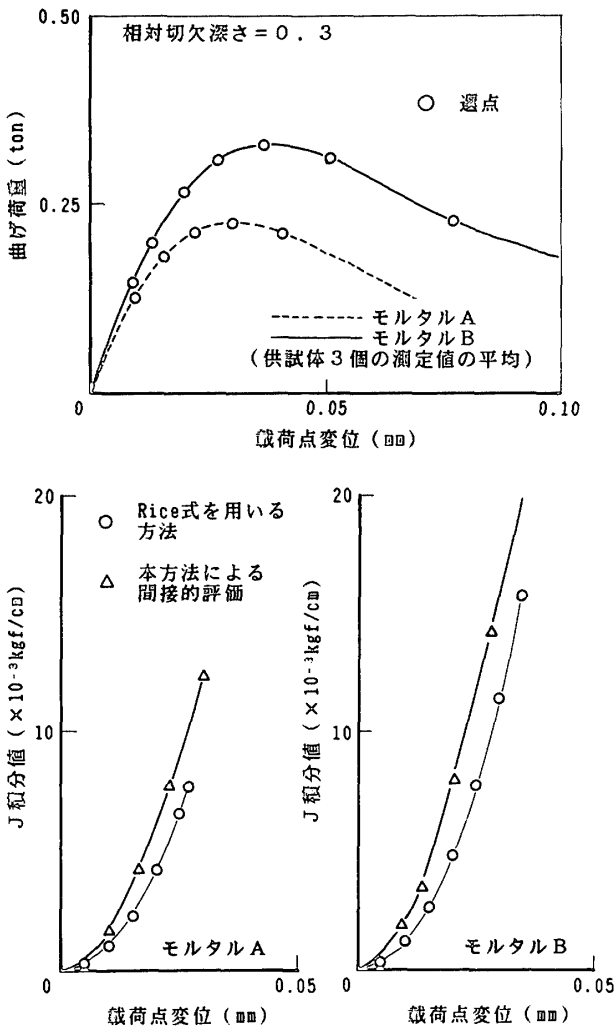 0.50
相対切欠深さ=0.3
○ 選点
0.25
曲げ荷重 (ton)
モルタルA
モルタルB
(供試体3個の測定値の平均)
0
0
0.05
0.10
載荷点変位 (mm)
20
○ Rice式を用いる
方法
△ 本方法による
間接的評価
10
J積分値 (×10⁻³kgf/cm)
モルタルA
0
0
0.05
載荷点変位 (mm)
20
10
J積分値 (×10⁻³kgf/cm)
モルタルB
0
0
0.05
載荷点変位 (mm)